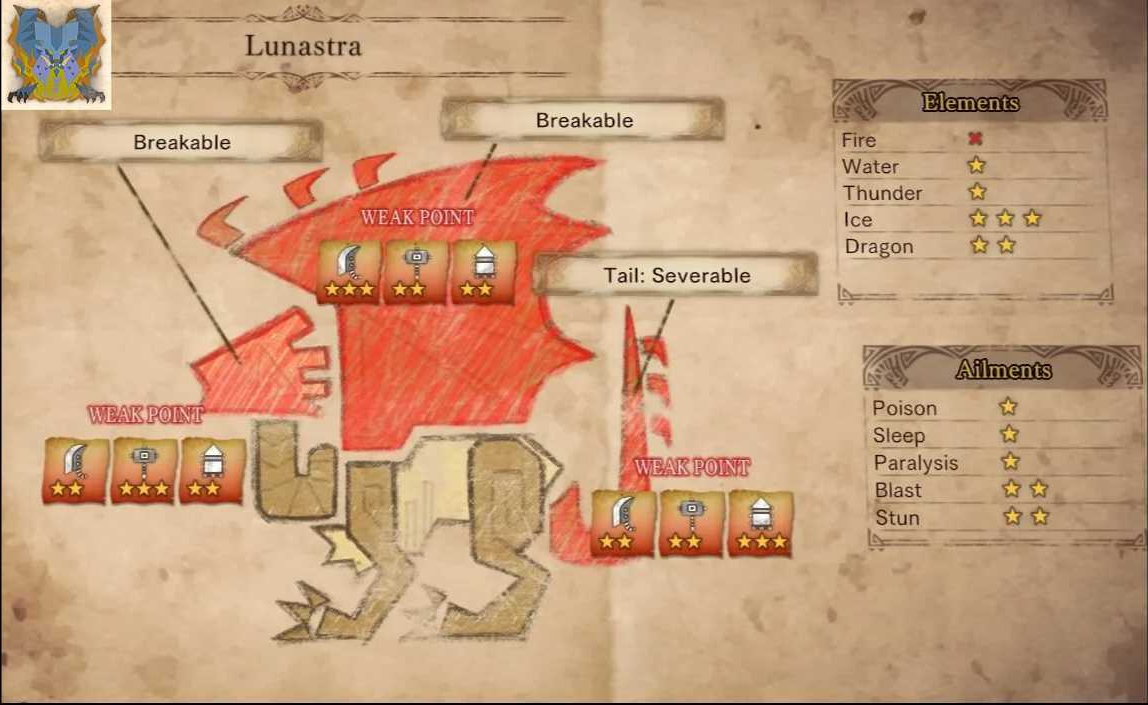 Lunastra
Breakable
Breakable
WEAK POINT
Tail: Severable
WEAK POINT
WEAK POINT
Elements
Fire
Water
Thunder
Ice
Dragon
Ailments
Poison
Sleep
Paralysis
Blast
Stun